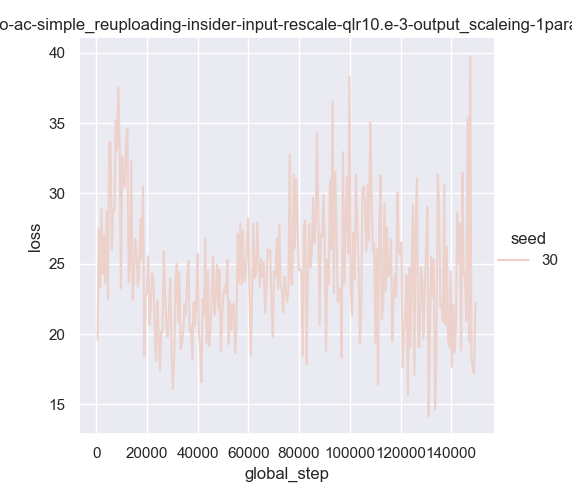 o-ac-simple_reuploading-insider-input-rescale-qlr10.e-3-output_scaleing-1para
40
35
30
25
20
15
loss
0 20000 40000 60000 80000 100000 120000 140000
global_step
seed
30